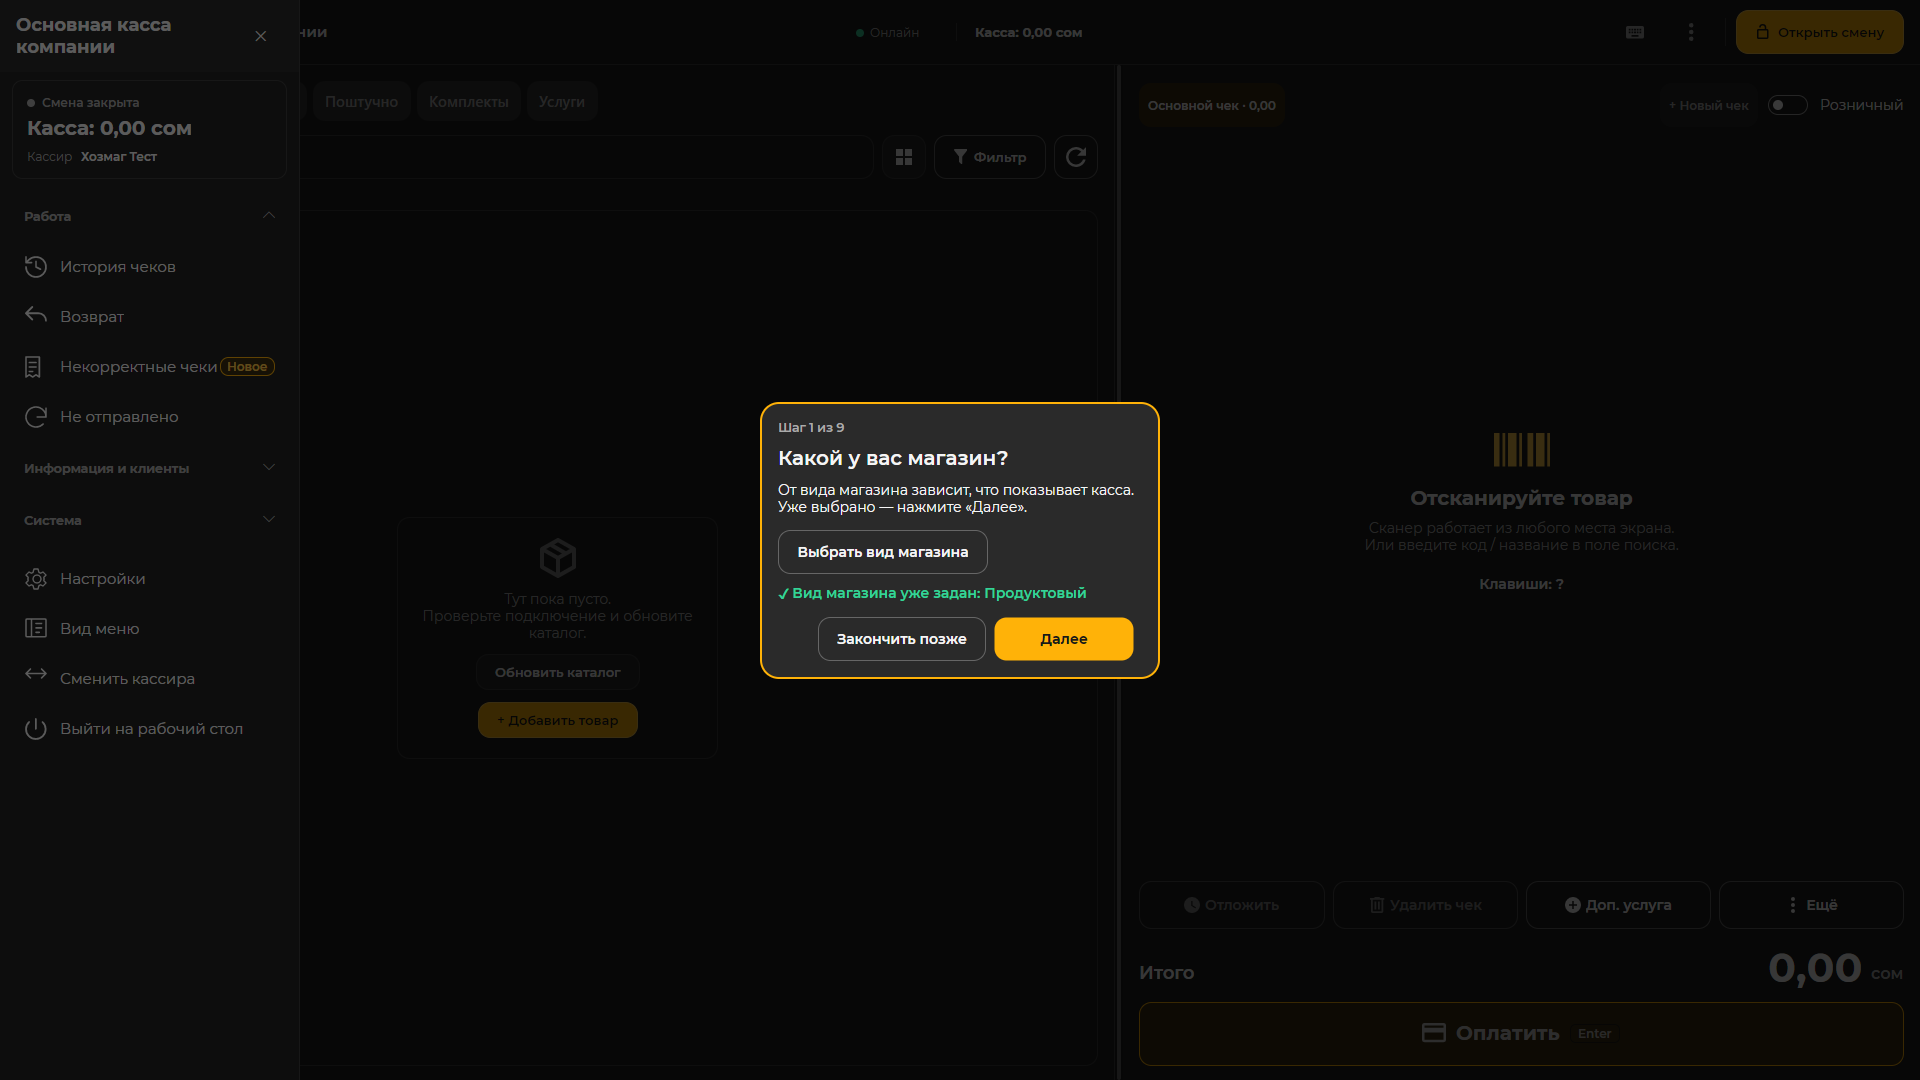 Основная касса
компании
Смена закрыта
Касса: 0,00 сом
Кассир Хозмаг Тест
Работа
История чеков
Возврат
Некорректные чеки Новое
Не отправлено
Информация и клиенты
Система
Настройки
Вид меню
Сменить кассира
Выйти на рабочий стол
нии
Онлайн
Касса: 0,00 сом
Открыть смену
Поштучно
Комплекты
Услуги
Фильтр
Тут пока пусто.
Проверьте подключение и обновите
каталог.
Обновить каталог
+ Добавить товар
Шаг 1 из 9
Какой у вас магазин?
От вида магазина зависит, что показывает касса.
Уже выбрано — нажмите «Далее».
Выбрать вид магазина
✓ Вид магазина уже задан: Продуктовый
Закончить позже
Далее
Основной чек · 0,00
+ Новый чек
Розничный
Отсканируйте товар
Сканер работает из любого места экрана.
Или введите код / название в поле поиска.
Клавиши: ?
Отложить
Удалить чек
Доп. услуга
Ещё
Итого
0,00 сом
Оплатить Enter